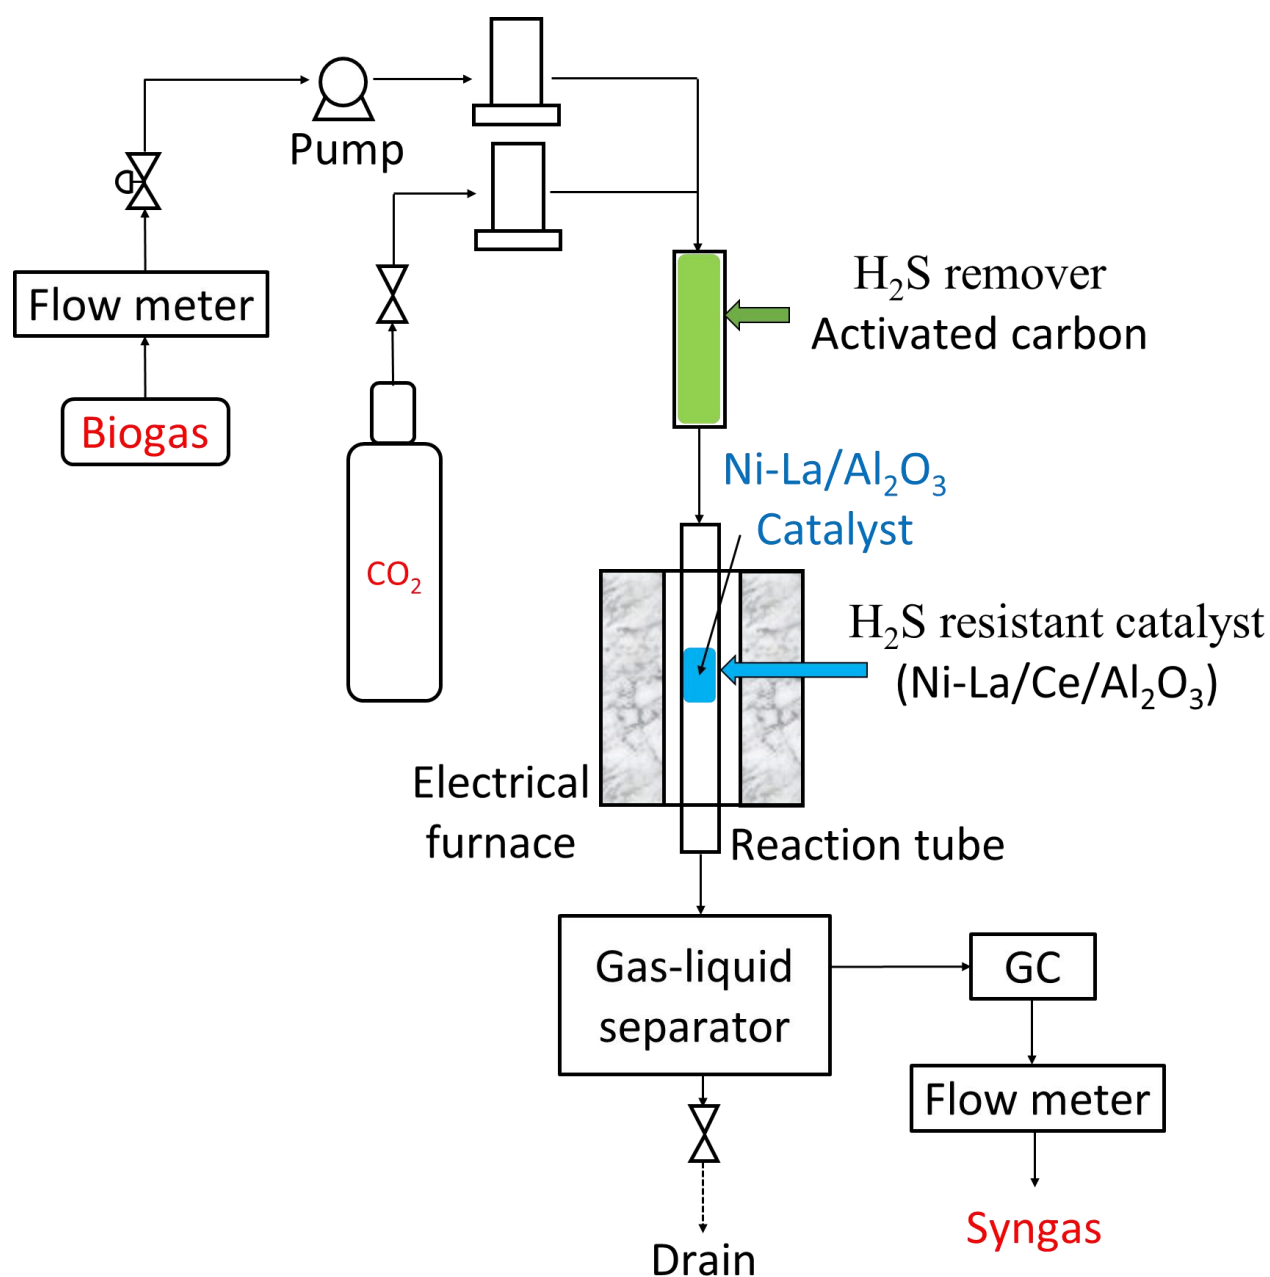 Pump
Flow meter
Biogas
CO₂
H₂S remover
Activated carbon
Ni-La/Al₂O₃
Catalyst
H₂S resistant catalyst
(Ni-La/Ce/Al₂O₃)
Electrical
furnace
Reaction tube
Gas-liquid
separator
GC
Flow meter
Syngas
Drain